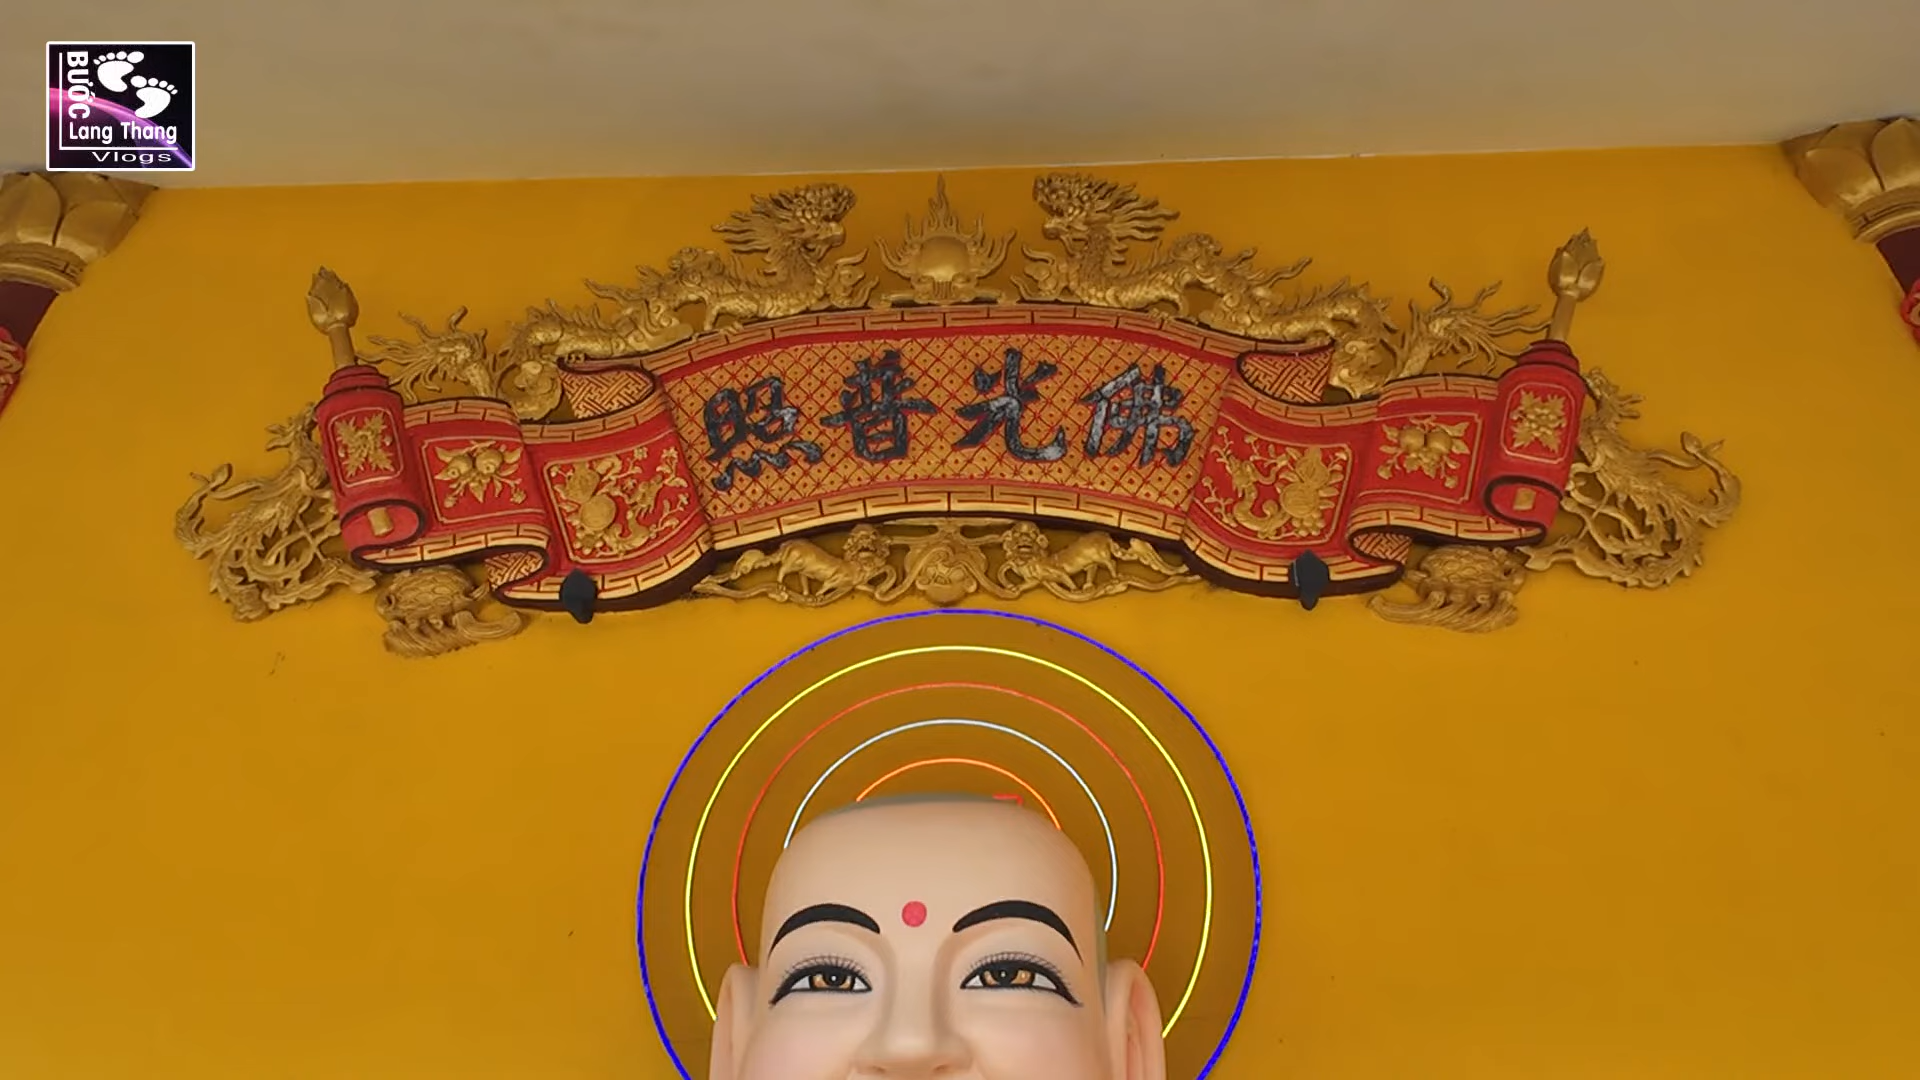 BƯỚC
Lang Thang
Vlogs
佛光普照